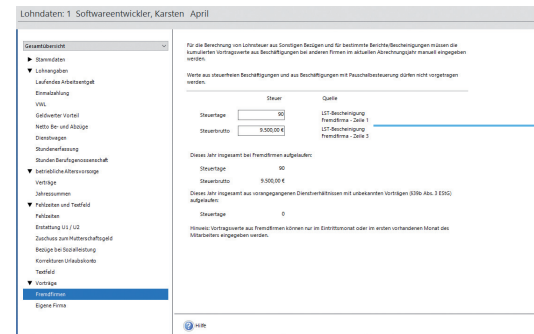 Lohndaten: 1 Softwareentwickler, Karsten April
Gesamtübersicht
Stammdaten
Lohnangaben
Laufendes Arbeitsentgelt
Einmalzahlung
VWL
Geldwerter Vorteil
Netto Be- und Abzüge
Dienstwagen
Stundenerfassung
Stunden Berufsgenossenschaft
betriebliche Altersvorsorge
Verträge
Jahressummen
Fehlzeiten und Testfeld
Fehlzeiten
Erstattung U1 / U2
Zuschuss zum Mutterschaftsgeld
Bezüge bei Sozialleistung
Korrekturen Urlaubskonto
Textfeld
Vorträge
Fremdfirmen
Eigene Firma
Für die Berechnung von Lohnsteuer aus Sonstigen Bezügen und für bestimmte Berichte/Bescheinigungen müssen die
kumulierten Vortragswerte aus Beschäftigungen bei anderen Firmen im aktuellen Abrechnungsjahr manuell eingegeben
werden.
Werte aus steuerfreien Beschäftigungen und aus Beschäftigungen mit Pauschalbesteuerung dürfen nicht vorgetragen
werden.
Steuer Quelle
Steuertage 90 LST-Bescheinigung
Fremdfirma - Zeile 1
Steuerbrutto 9.500,00 € LST-Bescheinigung
Fremdfirma - Zeile 3
Dieses Jahr insgesamt bei Fremdfirmen aufgelaufen:
Steuertage 90
Steuerbrutto 9.500,00 €
Dieses Jahr insgesamt aus vorangegangenen Dienstverhältnissen mit unbekannten Vorträgen (§39b Abs. 3 EStG)
aufgelaufen:
Steuertage 0
Hinweis: Vortragswerte aus Fremdfirmen können nur im Eintrittsmonat oder im ersten vorhandenen Monat des
Mitarbeiters eingegeben werden.
Hilfe